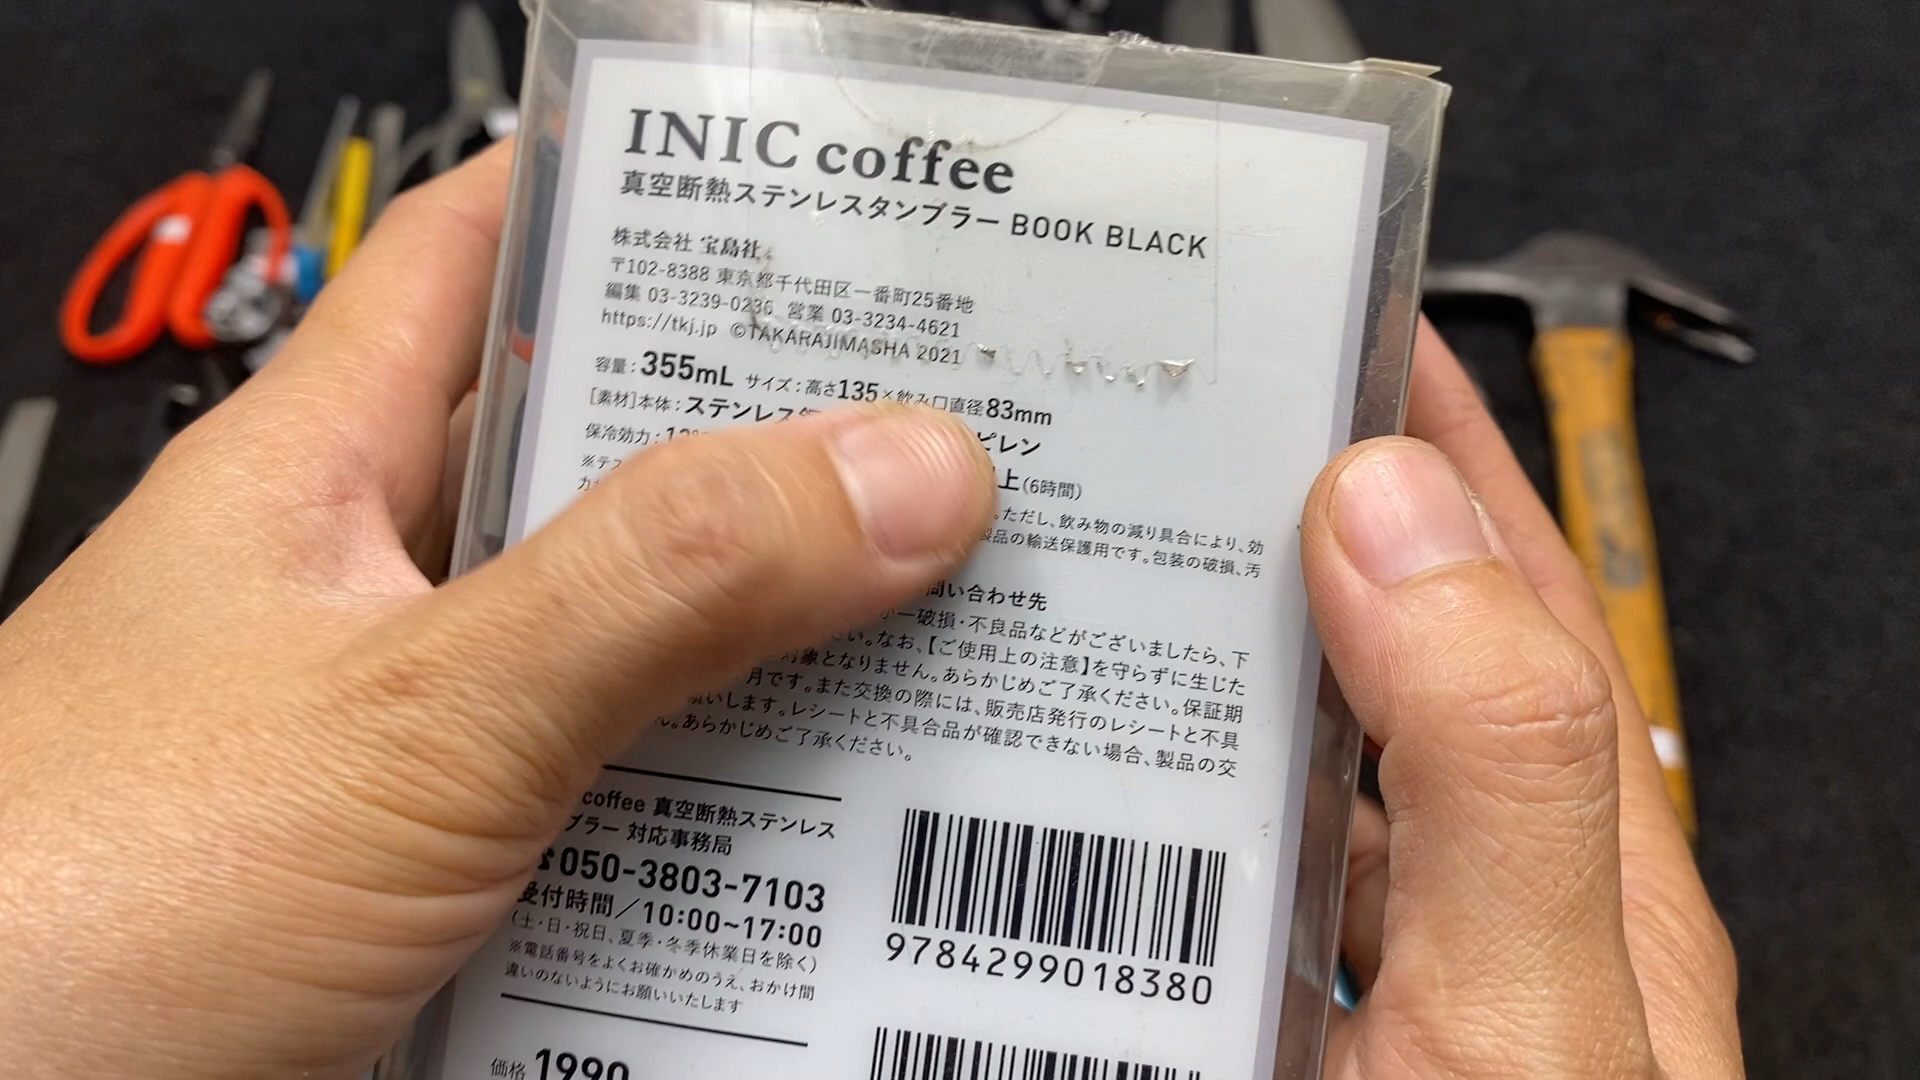 INIC coffee
真空断熱ステンレスタンブラー BOOK BLACK
株式会社 宝島社
〒102-8388 東京都千代田区一番町25番地
編集 03-3239-0236 営業 03-3234-4621
https://tkj.jp ©TAKARAJIMASHA 2021
容量：355mL サイズ：高さ135×飲み口直径83mm
［素材］本体：ステンレス ピレン
保冷効力： 上（6時間）
。ただし、飲み物の減り具合により、効
製品の輸送保護用です。包装の破損、汚
問い合わせ先
破損・不良品などがございましたら、下
い。なお、【ご使用上の注意】を守らずに生じた
対象となりません。あらかじめご了承ください。保証期
月です。また交換の際には、販売店発行のレシートと不具
いします。レシートと不具合品が確認できない場合、製品の交
ん。あらかじめご了承ください。
coffee 真空断熱ステンレス
ブラー 対応事務局
☎050-3803-7103
受付時間／10:00~17:00
（土・日・祝日、夏季・冬季休業日を除く）
※電話番号をよくお確かめのうえ、おかけ間
違いのないようにお願いいたします
9784299018380
価格 1990